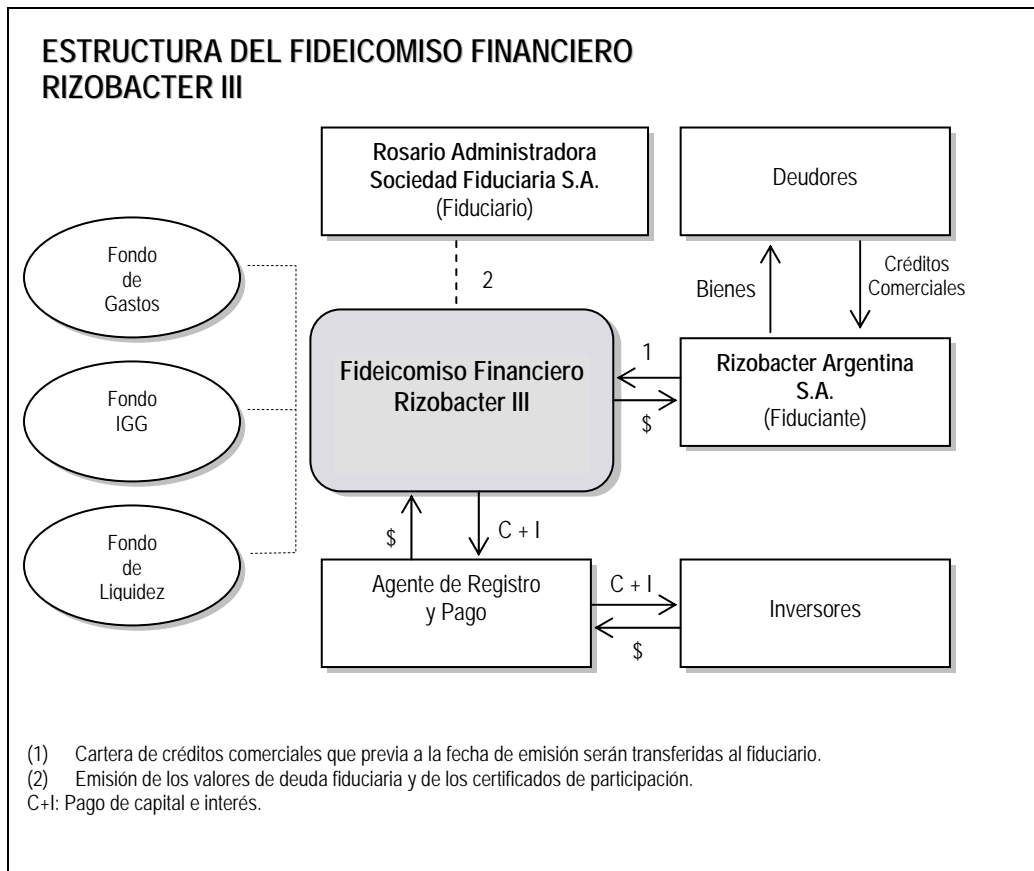 ESTRUCTURA DEL FIDEICOMISO FINANCIERO
RIZOBACTER III
Rosario Administradora
Sociedad Fiduciaria S.A.
(Fiduciario)
Deudores
Fondo
de
Gastos
2
Bienes
Créditos
Comerciales
Fideicomiso Financiero
Rizobacter III
1
$
Rizobacter Argentina
S.A.
(Fiduciante)
Fondo
IGG
Fondo
de
Liquidez
$
C + I
Agente de Registro
y Pago
C + I
$
Inversores
(1) Cartera de créditos comerciales que previa a la fecha de emisión serán transferidas al fiduciario.
(2) Emisión de los valores de deuda fiduciaria y de los certificados de participación.
C+I: Pago de capital e interés.